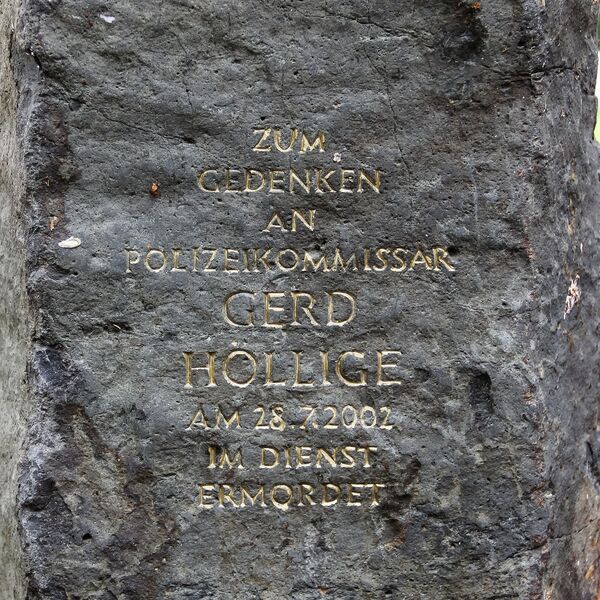 ZUM
GEDENKEN
AN
POLIZEIKOMMISSAR
GERD
HÖLLIGE
AM 28.7.2002
IM DIENST
ERMORDET